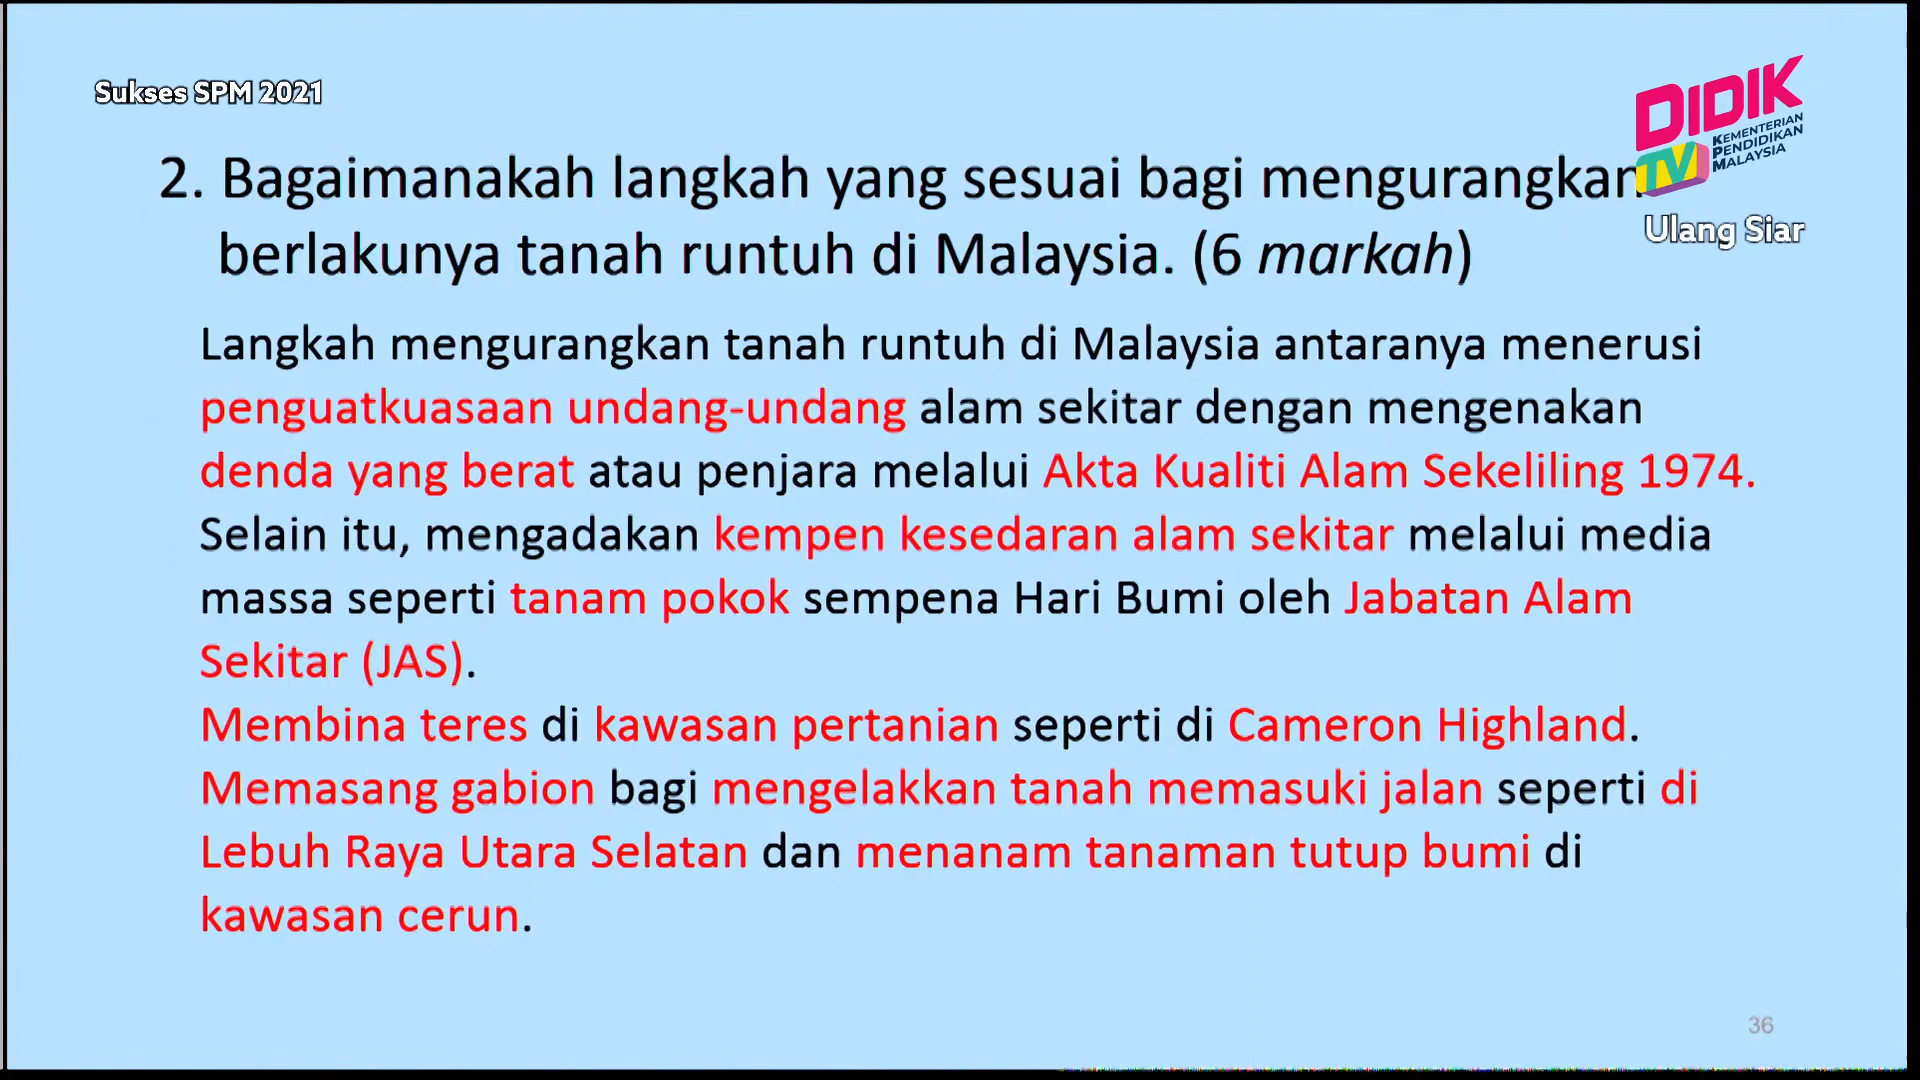 Sukses SPM 2021
DIDIK
TV
KEMENTERIAN
PENDIDIKAN
MALAYSIA
Ulang Siar
2. Bagaimanakah langkah yang sesuai bagi mengurangkan
berlakunya tanah runtuh di Malaysia. (6 markah)
Langkah mengurangkan tanah runtuh di Malaysia antaranya menerusi
penguatkuasaan undang-undang alam sekitar dengan mengenakan
denda yang berat atau penjara melalui Akta Kualiti Alam Sekeliling 1974.
Selain itu, mengadakan kempen kesedaran alam sekitar melalui media
massa seperti tanam pokok sempena Hari Bumi oleh Jabatan Alam
Sekitar (JAS).
Membina teres di kawasan pertanian seperti di Cameron Highland.
Memasang gabion bagi mengelakkan tanah memasuki jalan seperti di
Lebuh Raya Utara Selatan dan menanam tanaman tutup bumi di
kawasan cerun.
36